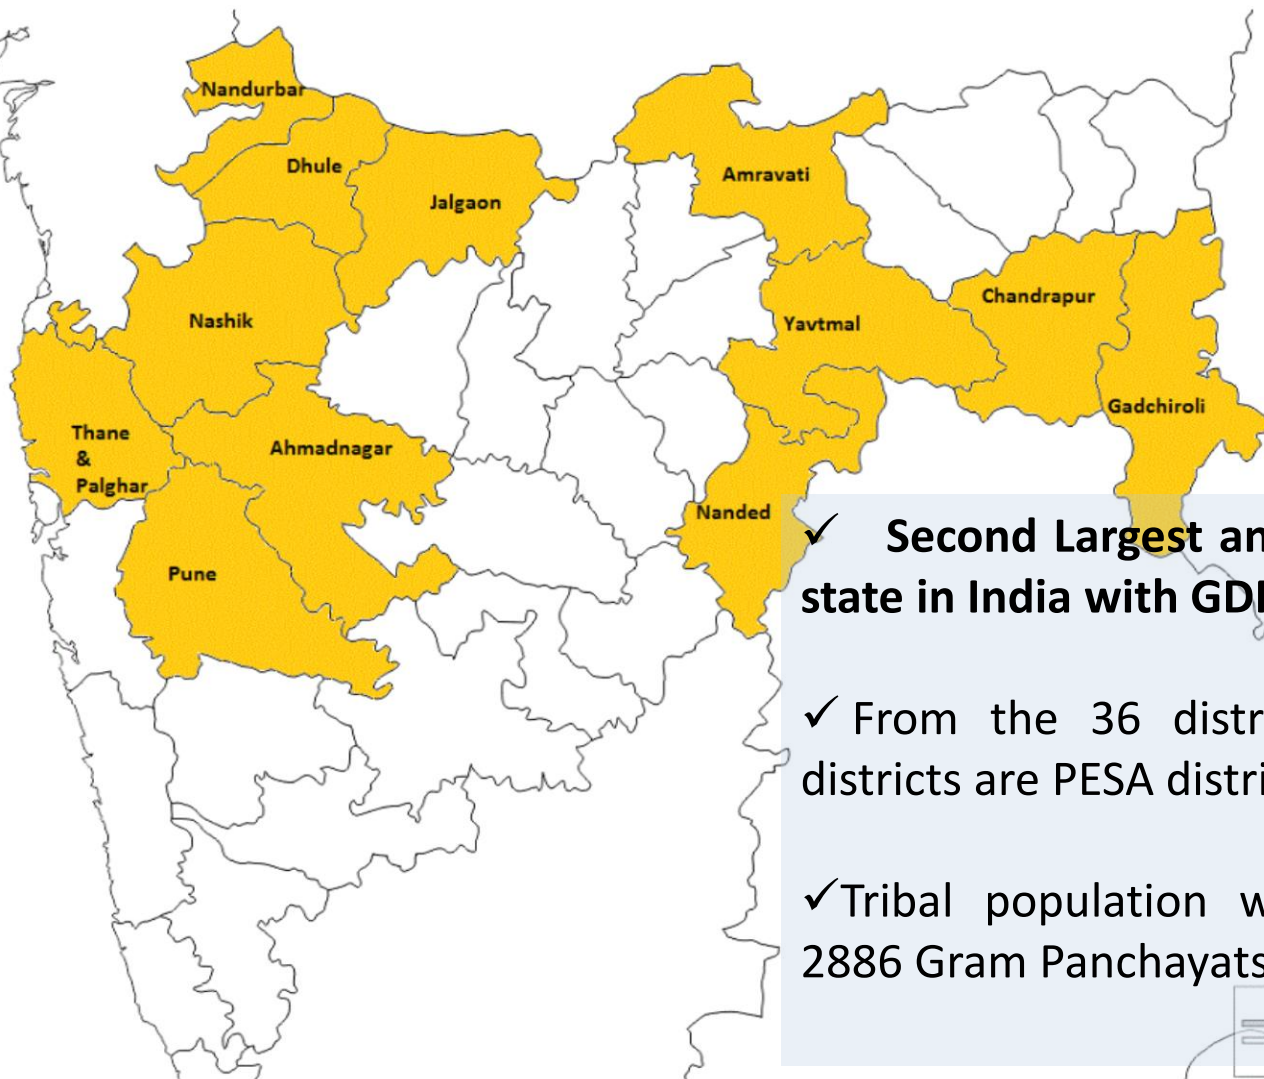 Nandurbar
Dhule
Jalgaon
Amravati
Nashik
Yavtmal
Chandrapur
Gadchiroli
Thane
&
Palghar
Ahmadnagar
Nanded
Pune
✓ Second Largest an
state in India with GD
✓ From the 36 distr
districts are PESA distri
✓Tribal population w
2886 Gram Panchayats